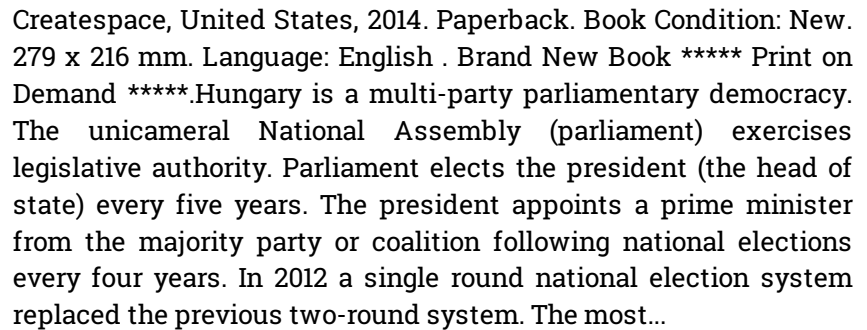 Createspace, United States, 2014. Paperback. Book Condition: New.
279 x 216 mm. Language: English . Brand New Book ***** Print on
Demand *****.Hungary is a multi-party parliamentary democracy.
The unicameral National Assembly (parliament) exercises
legislative authority. Parliament elects the president (the head of
state) every five years. The president appoints a prime minister
from the majority party or coalition following national elections
every four years. In 2012 a single round national election system
replaced the previous two-round system. The most...